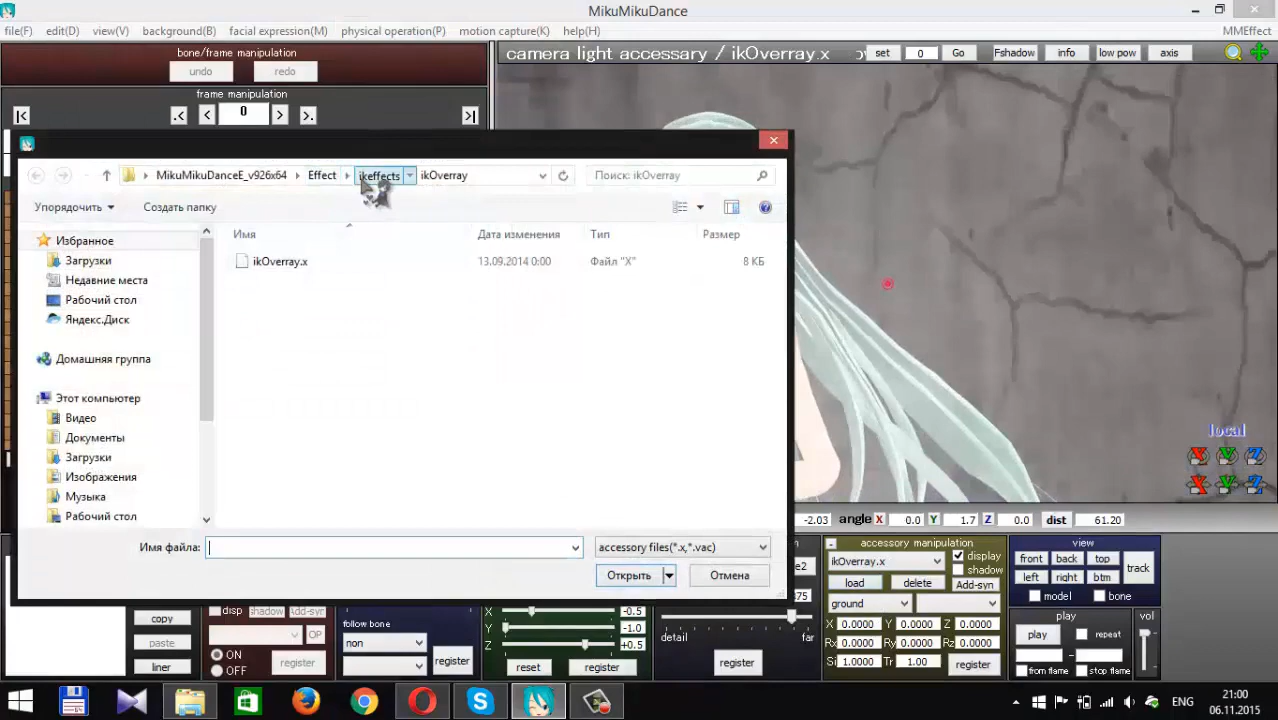 MikuMikuDance
file(F) edit(D) view(V) background(B) facial expression(M) physical operation(P) motion capture(K) help(H) MMEffect
bone/frame manipulation
undo redo
frame manipulation
|< .< < 0 > >. >|
camera light accessary / ikOverray.x set 0 Go Fshadow info low pow axis
MikuMikuDanceE_v926x64 Effect ikeffects ikOverray Поиск: ikOverray
Упорядочить Создать папку
Имя Дата изменения Тип Размер
ikOverray.x 13.09.2014 0:00 Файл "X" 8 КБ
Избранное
Загрузки
Недавние места
Рабочий стол
Яндекс.Диск
Домашняя группа
Этот компьютер
Видео
Документы
Загрузки
Изображения
Музыка
Рабочий стол
Имя файла: accessory files(*.x,*.vac)
Открыть Отмена
local
X Y Z
X Y Z
-2.03 angle X 0.0 Y 1.7 Z 0.0 dist 61.20
copy
paste
liner
disp shadow Add-syn
OP
ON
OFF
register
follow bone
non
register
X -0.5
Y -1.0
Z +0.5
reset register
detail far
register
accessory manipulation
ikOverray.x display
shadow
load delete Add-syn
ground
X 0.0000 Y 0.0000 Z 0.0000
Rx 0.0000 Ry 0.0000 Rz 0.0000
Si 1.0000 Tr 1.00 register
view
front back top
left right btm
track
model bone
play
play repeat
from flame stop flame
vol
ENG
21:00
06.11.2015